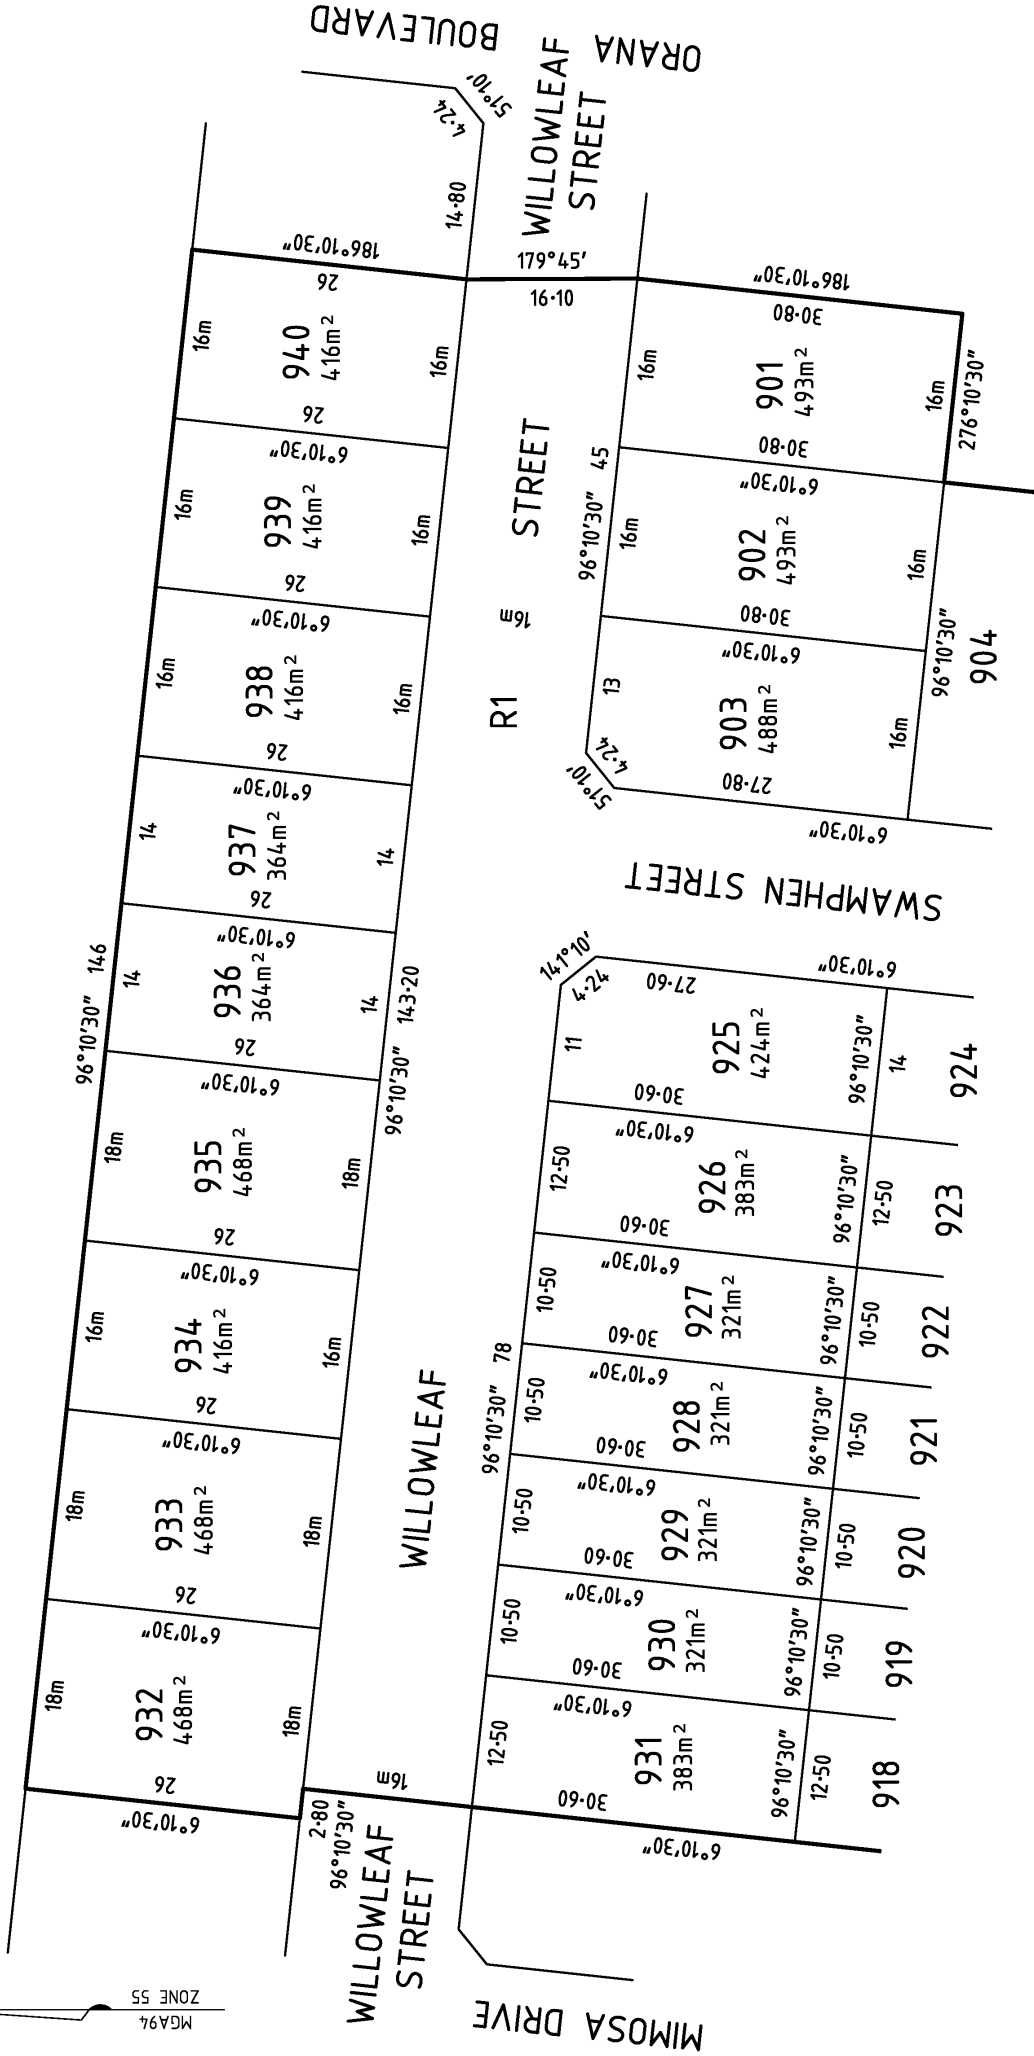 ORANA
BOULEVARD
WILLOWLEAF
STREET
51°10'
4·24
14·80
179°45'
16·10
186°10'30"
26
16m
940
416m²
16m
26
6°10'30"
16m
939
416m²
16m
26
6°10'30"
16m
938
416m²
16m
26
6°10'30"
14
937
364m²
14
26
6°10'30"
14
936
364m²
14
26
6°10'30"
96°10'30" 146
96°10'30" 143·20
18m
935
468m²
18m
26
6°10'30"
16m
934
416m²
16m
26
6°10'30"
18m
933
468m²
18m
26
6°10'30"
18m
932
468m²
18m
26
6°10'30"
186°10'30"
30·80
16m
901
493m²
16m
276°10'30"
30·80
6°10'30"
96°10'30" 45
16m
902
493m²
16m
30·80
6°10'30"
96°10'30"
904
13
903
488m²
16m
4·24
51°10'
27·80
6°10'30"
WILLOWLEAF STREET
R1
16m
SWAMPHEN STREET
141°10'
4·24
27·60
6°10'30"
11
925
424m²
96°10'30"
14
924
30·60
6°10'30"
12·50
926
383m²
96°10'30"
12·50
923
30·60
6°10'30"
10·50
927
321m²
96°10'30"
10·50
922
30·60
6°10'30"
96°10'30" 78
10·50
928
321m²
96°10'30"
10·50
921
30·60
6°10'30"
10·50
929
321m²
96°10'30"
10·50
920
30·60
6°10'30"
10·50
930
321m²
96°10'30"
10·50
919
30·60
6°10'30"
12·50
931
383m²
96°10'30"
12·50
918
30·60
6°10'30"
16m
2·80
96°10'30"
WILLOWLEAF
STREET
MIMOSA DRIVE
MGA94
ZONE 55